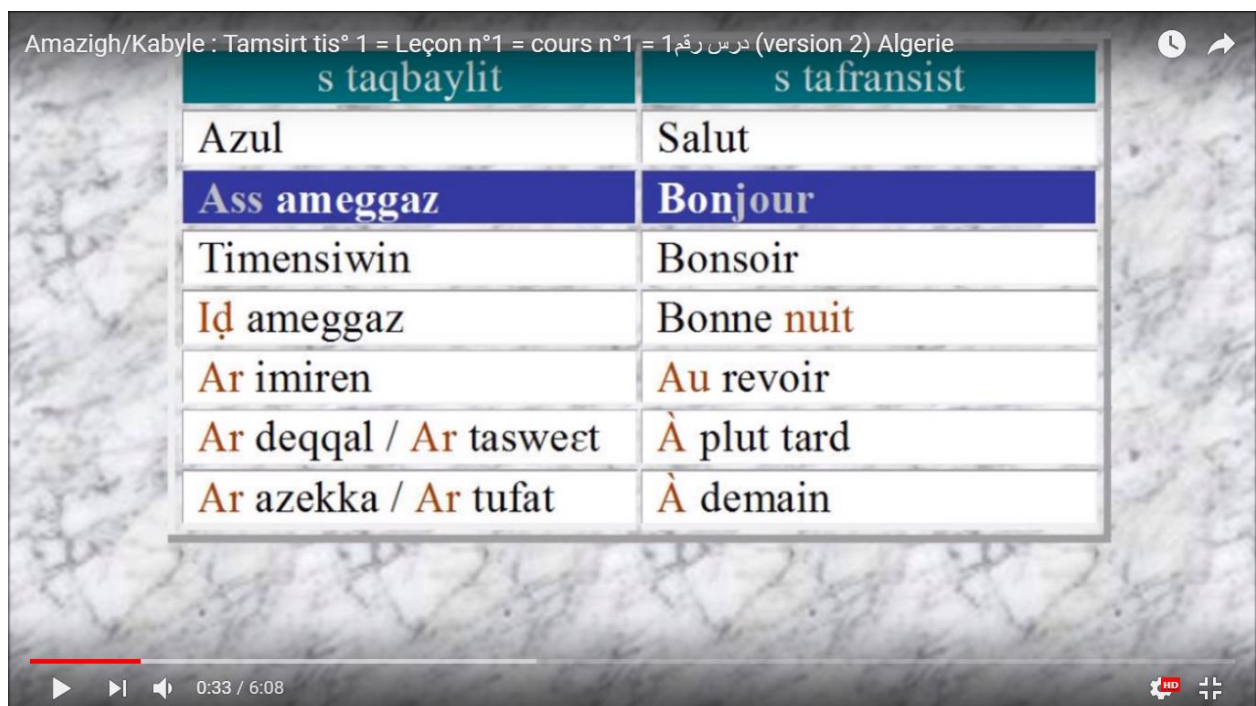 Amazigh/Kabyle : Tamsirt tis° 1 = Leçon n°1 = cours n°1 = درس رقم1 (version 2) Algerie
s taqbaylit s tafransist
Azul Salut
Ass ameggaz Bonjour
Timensiwin Bonsoir
Iḍ ameggaz Bonne nuit
Ar imiren Au revoir
Ar deqqal / Ar tasweɛt À plut tard
Ar azekka / Ar tufat À demain
0:33 / 6:08 HD